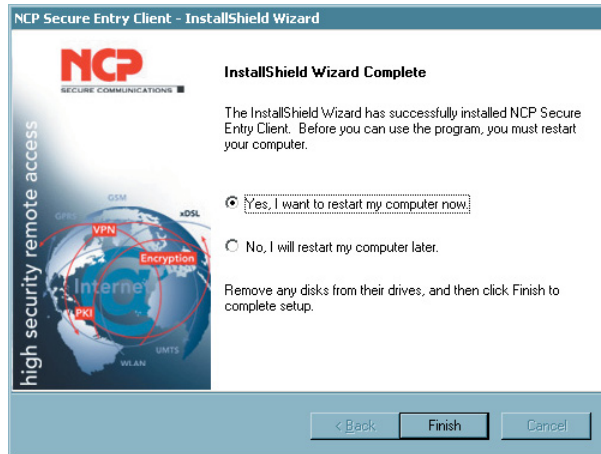 NCP Secure Entry Client - InstallShield Wizard
NCP
SECURE COMMUNICATIONS
high security remote access
GSM
GPRS
xDSL
VPN
Encryption
Internet
@
PKI
UMTS
WLAN
InstallShield Wizard Complete
The InstallShield Wizard has successfully installed NCP Secure
Entry Client. Before you can use the program, you must restart
your computer.
Yes, I want to restart my computer now.
No, I will restart my computer later.
Remove any disks from their drives, and then click Finish to
complete setup.
< Back
Finish
Cancel